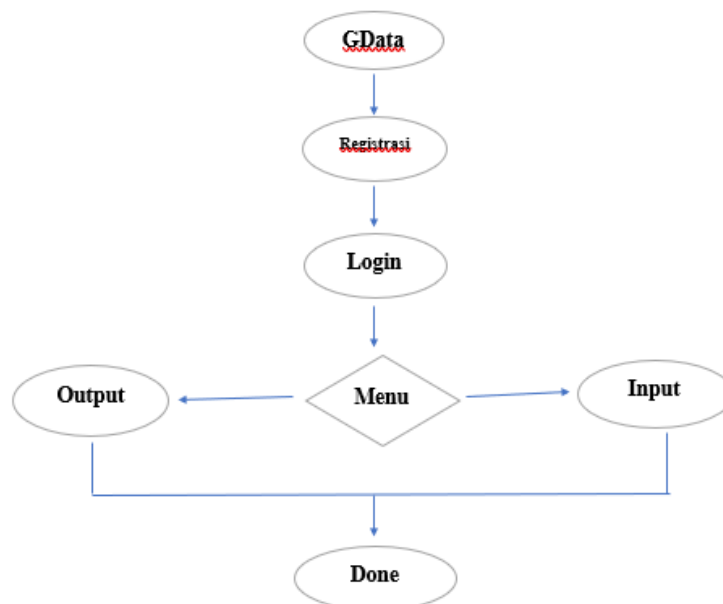 GData
Registrasi
Login
Output
Menu
Input
Done